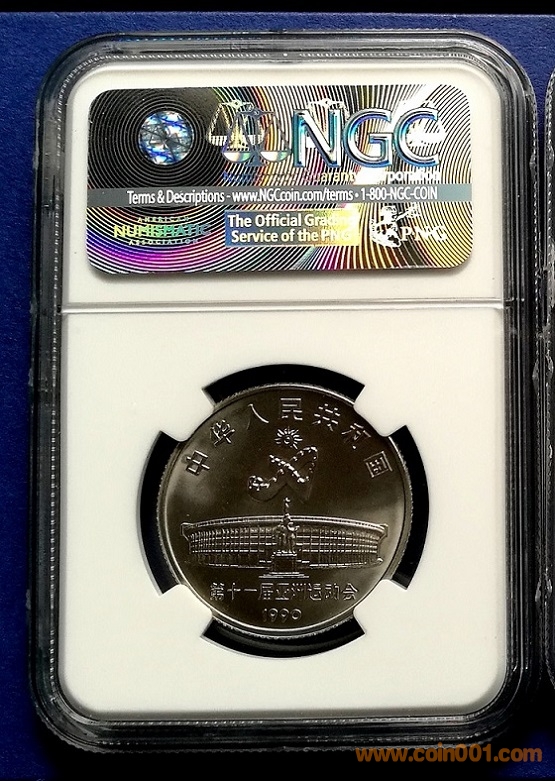 NGC
Guaranty Corporation
Terms & Descriptions - www.NGCcoin.com/terms • 1-800-NGC-COIN
AMERICAN
NUMISMATIC
ASSOCIATION
The Official Grading
Service of the PNG
PNG
中华人民共和国
第十一届亚洲运动会
1990
www.coin001.com